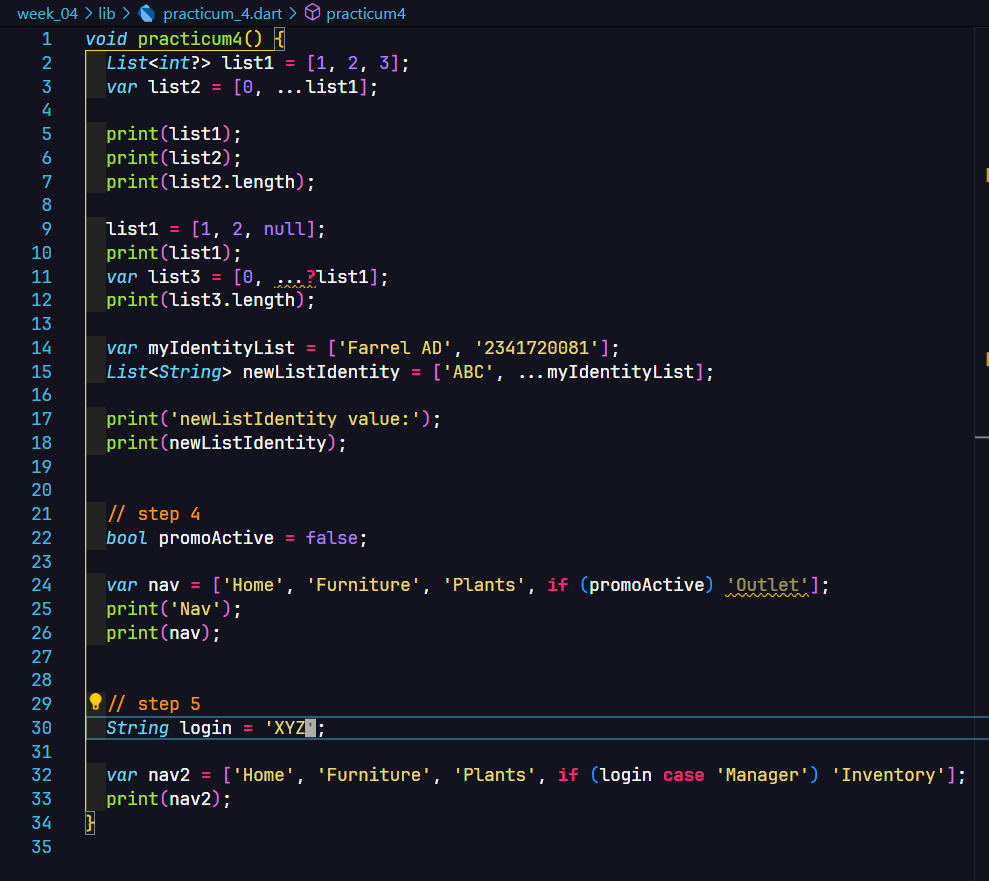 week_04 > lib > practicum_4.dart > practicum4
1 void practicum4() {
2   List<int?> list1 = [1, 2, 3];
3   var list2 = [0, ...list1];
4
5   print(list1);
6   print(list2);
7   print(list2.length);
8
9   list1 = [1, 2, null];
10   print(list1);
11   var list3 = [0, ...?list1];
12   print(list3.length);
13
14   var myIdentityList = ['Farrel AD', '2341720081'];
15   List<String> newListIdentity = ['ABC', ...myIdentityList];
16
17   print('newListIdentity value:');
18   print(newListIdentity);
19
20
21   // step 4
22   bool promoActive = false;
23
24   var nav = ['Home', 'Furniture', 'Plants', if (promoActive) 'Outlet'];
25   print('Nav');
26   print(nav);
27
28
29   // step 5
30   String login = 'XYZ';
31
32   var nav2 = ['Home', 'Furniture', 'Plants', if (login case 'Manager') 'Inventory'];
33   print(nav2);
34 }
35